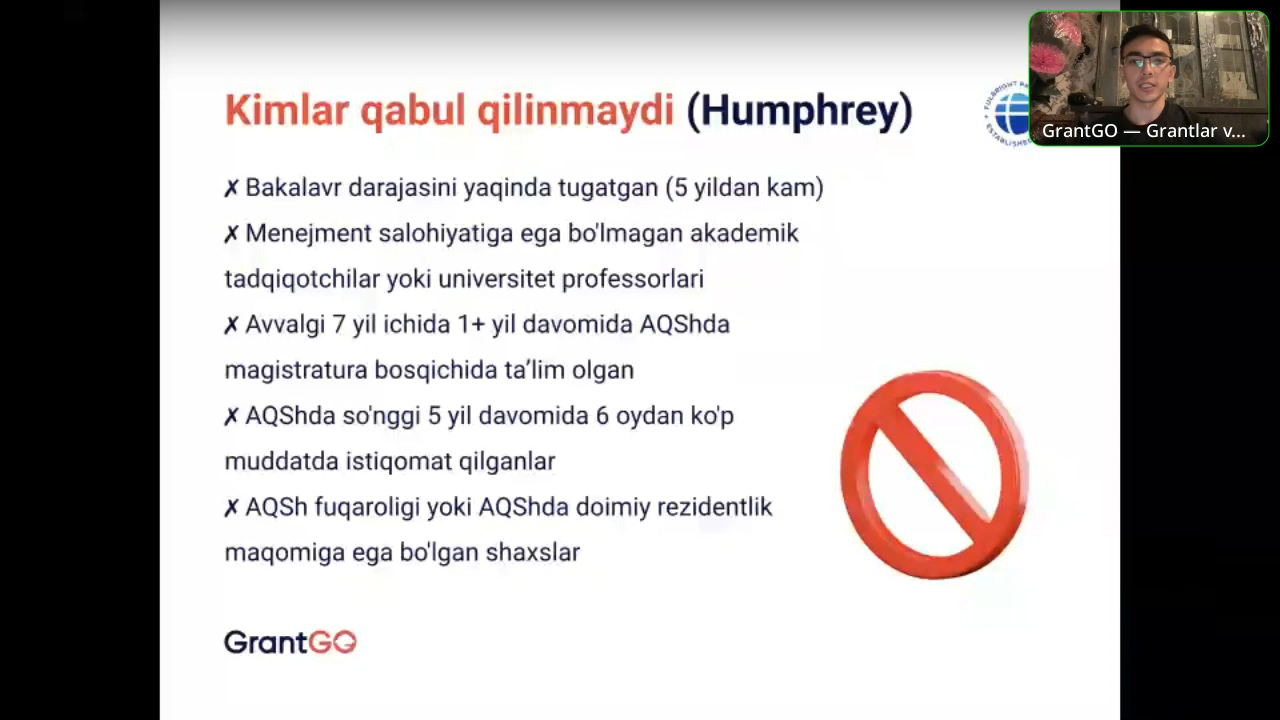 Kimlar qabul qilinmaydi (Humphrey)
✗ Bakalavr darajasini yaqinda tugatgan (5 yildan kam)
✗ Menejment salohiyatiga ega bo'lmagan akademik
tadqiqotchilar yoki universitet professorlari
✗ Avvalgi 7 yil ichida 1+ yil davomida AQShda
magistratura bosqichida ta’lim olgan
✗ AQShda so'nggi 5 yil davomida 6 oydan ko'p
muddatda istiqomat qilganlar
✗ AQSh fuqaroligi yoki AQShda doimiy rezidentlik
maqomiga ega bo'lgan shaxslar
GrantGO
FULBRIGHT
GrantGO — Grantlar v...